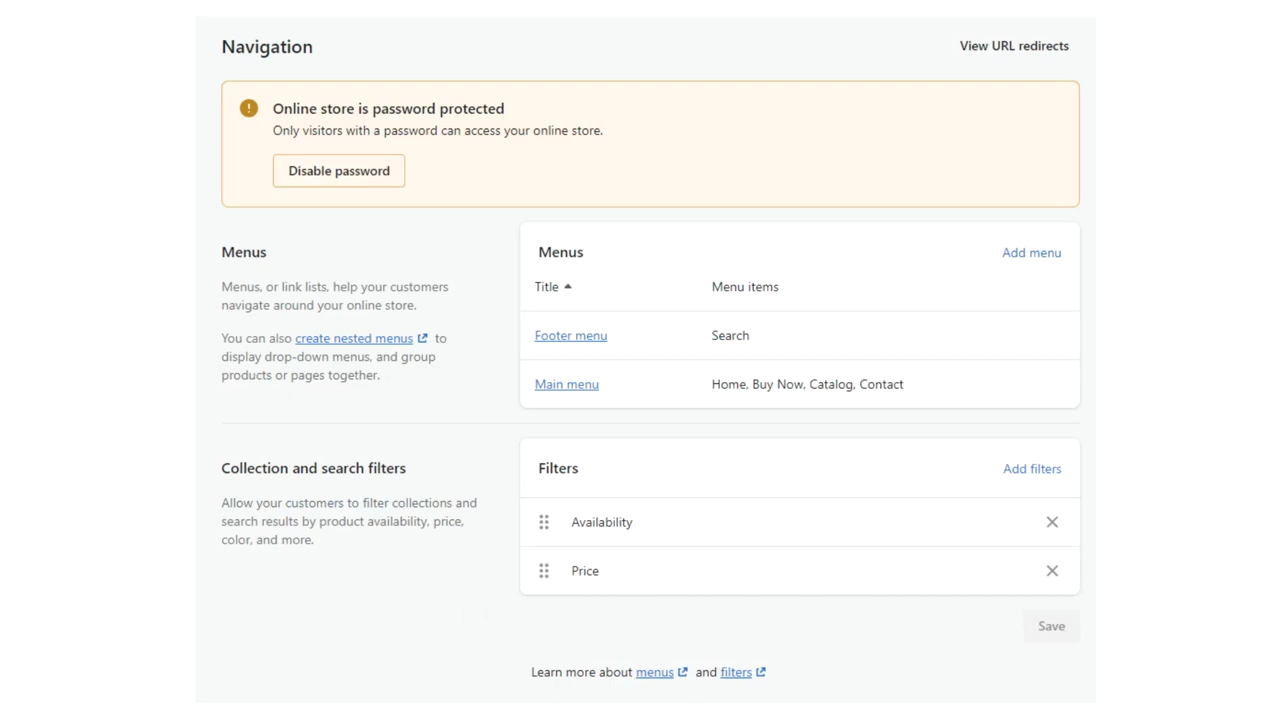 Navigation
View URL redirects
Online store is password protected
Only visitors with a password can access your online store.
Disable password
Menus
Menus, or link lists, help your customers
navigate around your online store.
You can also create nested menus to
display drop-down menus, and group
products or pages together.
Menus
Add menu
Title
Menu items
Footer menu
Search
Main menu
Home, Buy Now, Catalog, Contact
Collection and search filters
Allow your customers to filter collections and
search results by product availability, price,
color, and more.
Filters
Add filters
Availability
Price
Save
Learn more about menus and filters